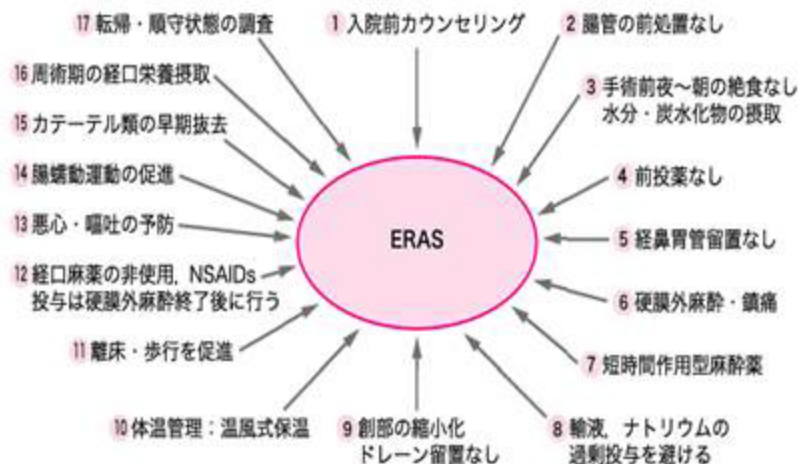 1 入院前カウンセリング
2 腸管の前処置なし
3 手術前夜〜朝の絶食なし
水分・炭水化物の摂取
4 前投薬なし
5 経鼻胃管留置なし
6 硬膜外麻酔・鎮痛
7 短時間作用型麻酔薬
8 輸液,ナトリウムの
過剰投与を避ける
9 創部の縮小化
ドレーン留置なし
10 体温管理:温風式保温
11 離床・歩行を促進
12 経口麻薬の非使用,NSAIDs
投与は硬膜外麻酔終了後に行う
13 悪心・嘔吐の予防
14 腸蠕動運動の促進
15 カテーテル類の早期抜去
16 周術期の経口栄養摂取
17 転帰・順守状態の調査
ERAS